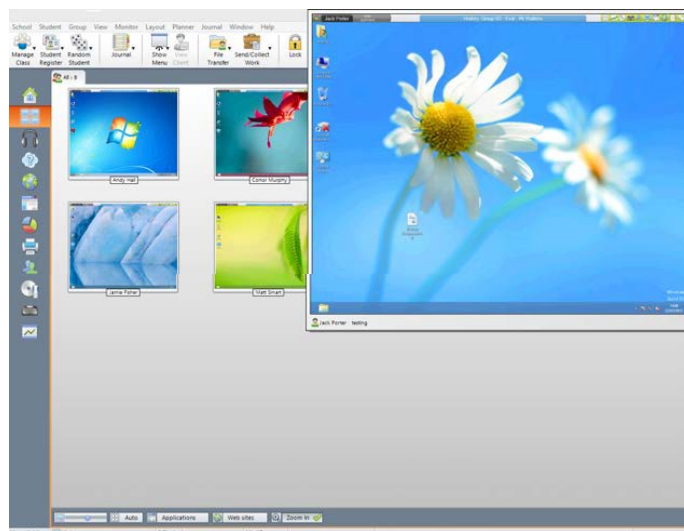 School Student Group View Monitor Layout Planner Journal Window Help
Manage Class
Student Register
Random Student
Journal
Show Menu
View Client
File Transfer
Send/Collect Work
Lock
All : 8
Andy Hall
Conor Murphy
Jamie Porter
Matt Smart
Jack Porter
Jack Porter testing
Auto
Applications
Web sites
Zoom In